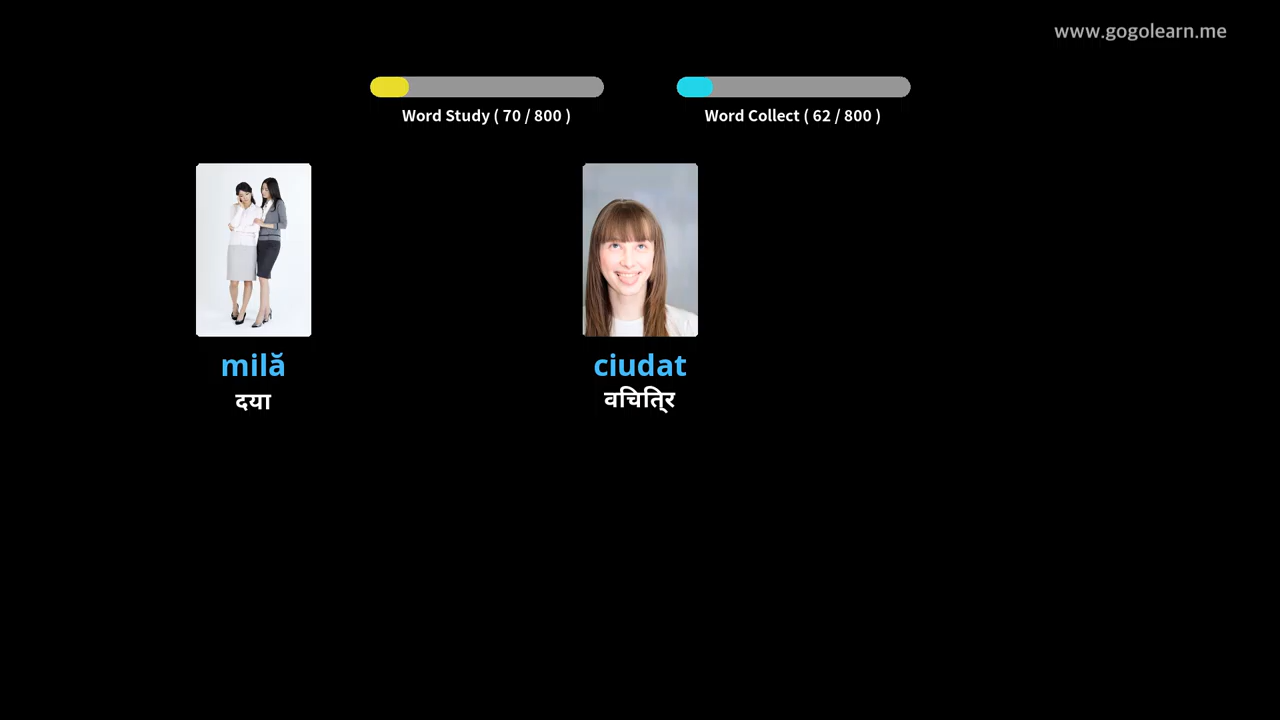 www.gogolearn.me
Word Study ( 70 / 800 )
Word Collect ( 62 / 800 )
milă
दया
ciudat
वचिति्र